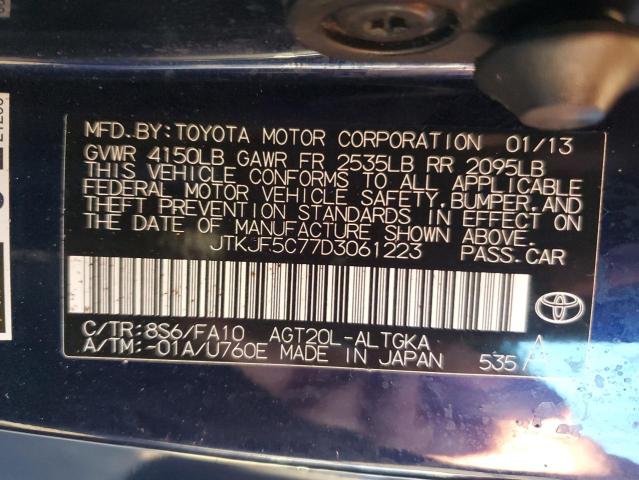 MFD. BY: TOYOTA MOTOR CORPORATION 01/13
GVWR 4150LB GAWR FR 2535LB RR 2095LB
THIS VEHICLE CONFORMS TO ALL APPLICABLE
FEDERAL MOTOR VEHICLE SAFETY, BUMPER, AND
THEFT PREVENTION STANDARDS IN EFFECT ON
THE DATE OF MANUFACTURE SHOWN ABOVE.
JTKJF5C77D3061223 PASS.CAR
C/TR: 8S6/FA10 AGT20L-ALTGKA
A/TM: -01A/U760E MADE IN JAPAN 535